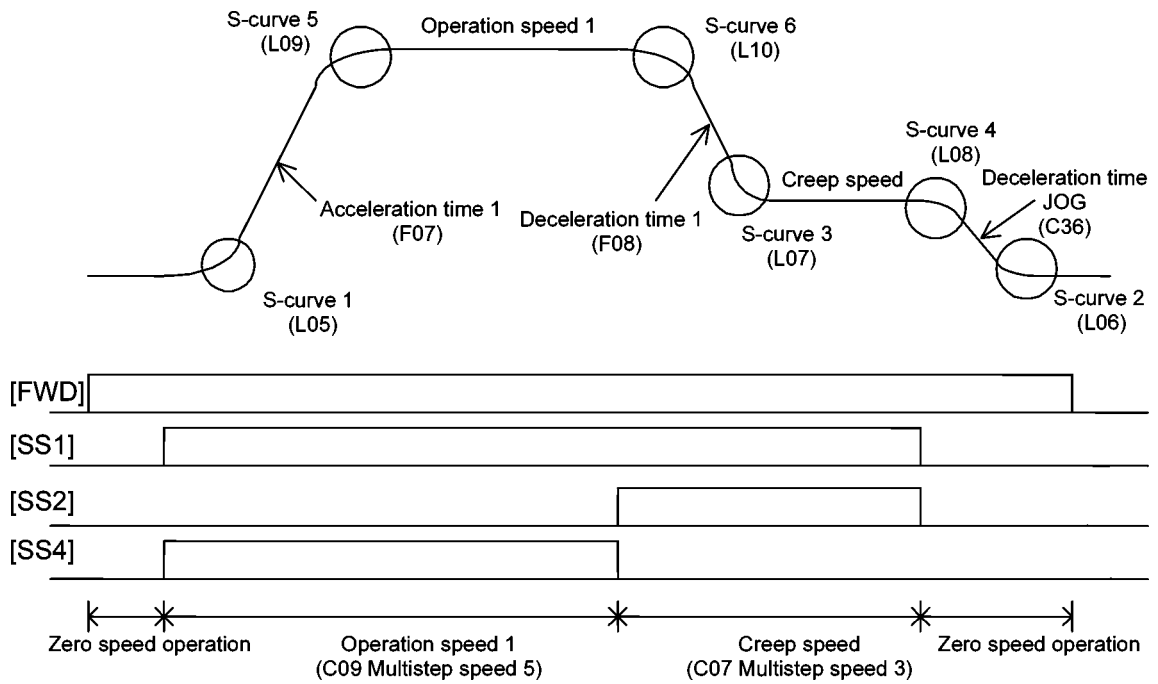 S-curve 5
(L09)
Operation speed 1
S-curve 6
(L10)
S-curve 4
(L08)
Creep speed
Deceleration time
JOG
(C36)
Acceleration time 1
(F07)
Deceleration time 1
(F08)
S-curve 3
(L07)
S-curve 1
(L05)
S-curve 2
(L06)
[FWD]
[SS1]
[SS2]
[SS4]
Zero speed operation
Operation speed 1
(C09 Multistep speed 5)
Creep speed
(C07 Multistep speed 3)
Zero speed operation